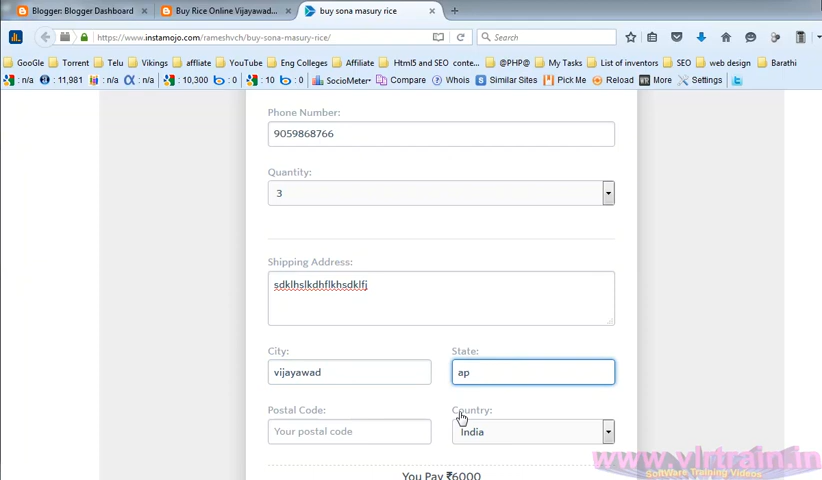 Blogger: Blogger Dashboard
Buy Rice Online Vijayawad...
buy sona masury rice
https://www.instamojo.com/rameshvch/buy-sona-masury-rice/
Search
GooGle Torrent Telu Vikings affliate YouTube Eng Colleges Affiliate Html5 and SEO conte... @PHP@ My Tasks List of inventors SEO web design Barathi
: n/a : 11,981 : n/a : n/a : 10,300 : 0 : 10 : 0 SocioMeter Compare Whois Similar Sites Pick Me Reload More Settings
Phone Number:
9059868766
Quantity:
3
Shipping Address:
sdklhslkdhflkhsdklfj
City: State:
vijayawad ap
Postal Code: Country:
Your postal code India
You Pay ₹6000
www.vlrtrain.in
SoftWare Training Videos